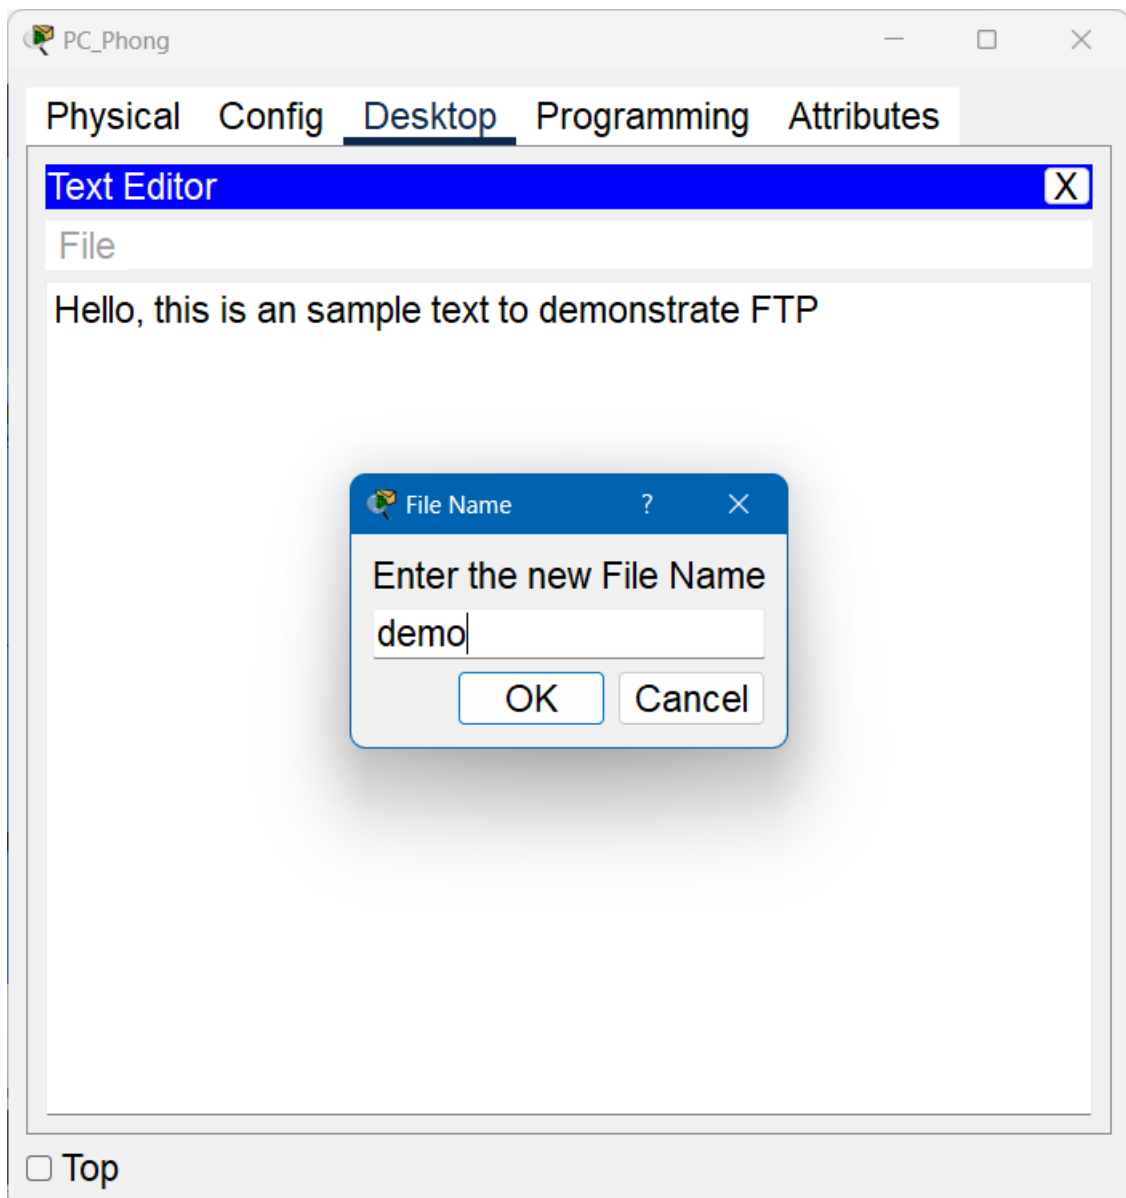 PC_Phong
Physical Config Desktop Programming Attributes
Text Editor X
File
Hello, this is an sample text to demonstrate FTP
File Name ?
Enter the new File Name
demo
OK Cancel
Top